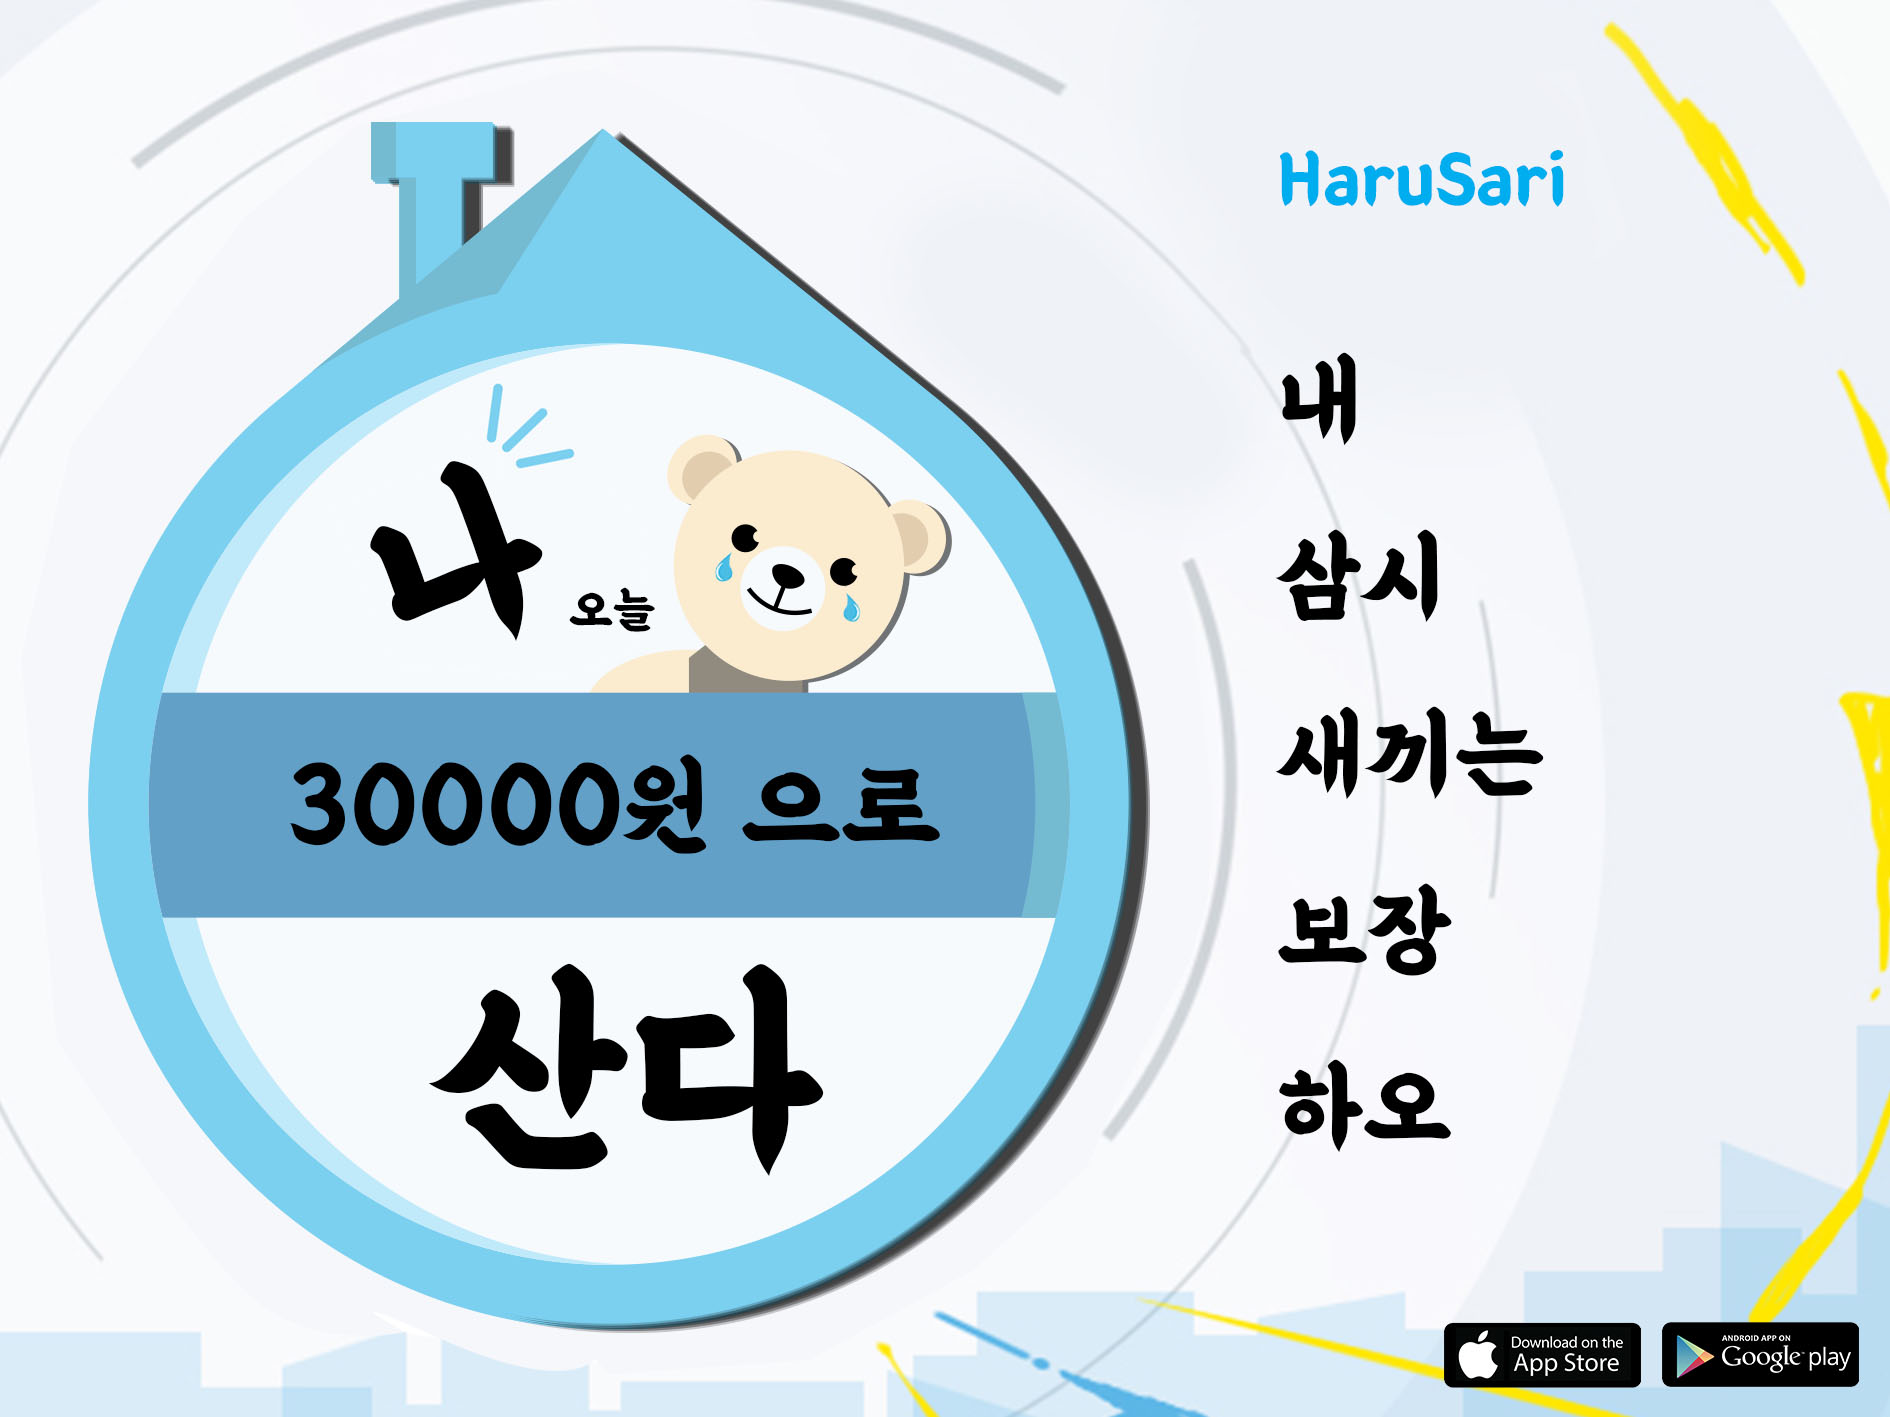 나 오늘
30000원 으로
산다
HaruSari
내
삼시
새끼는
보장
하오
Download on the
App Store
ANDROID APP ON
Google play